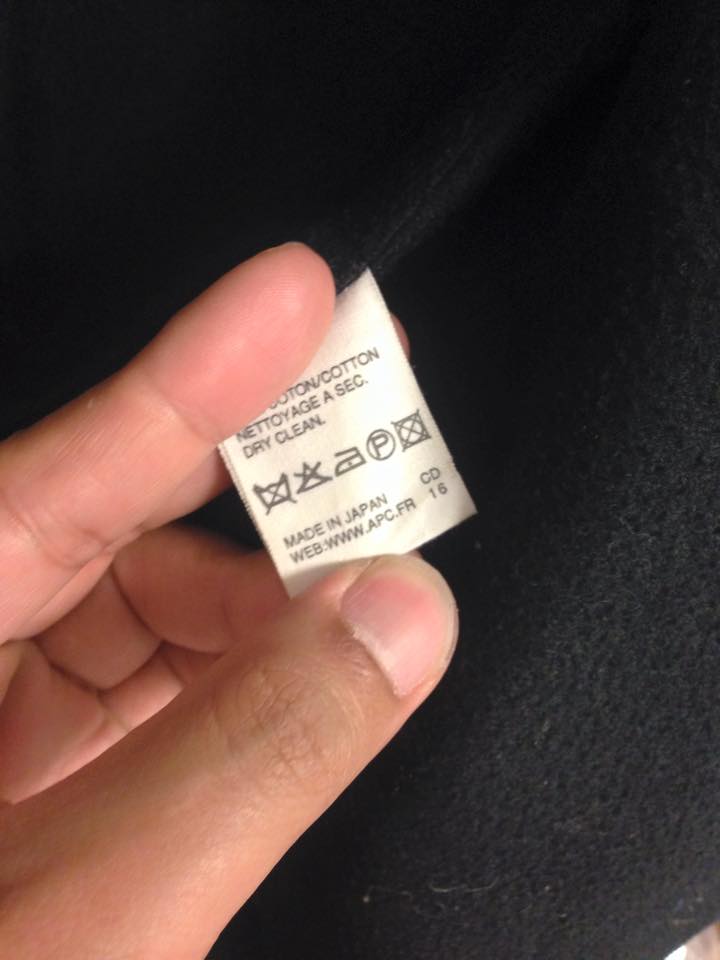 COTON/COTTON
NETTOYAGE A SEC.
DRY CLEAN.
P
MADE IN JAPAN CD
WEB:WWW.APC.FR 16